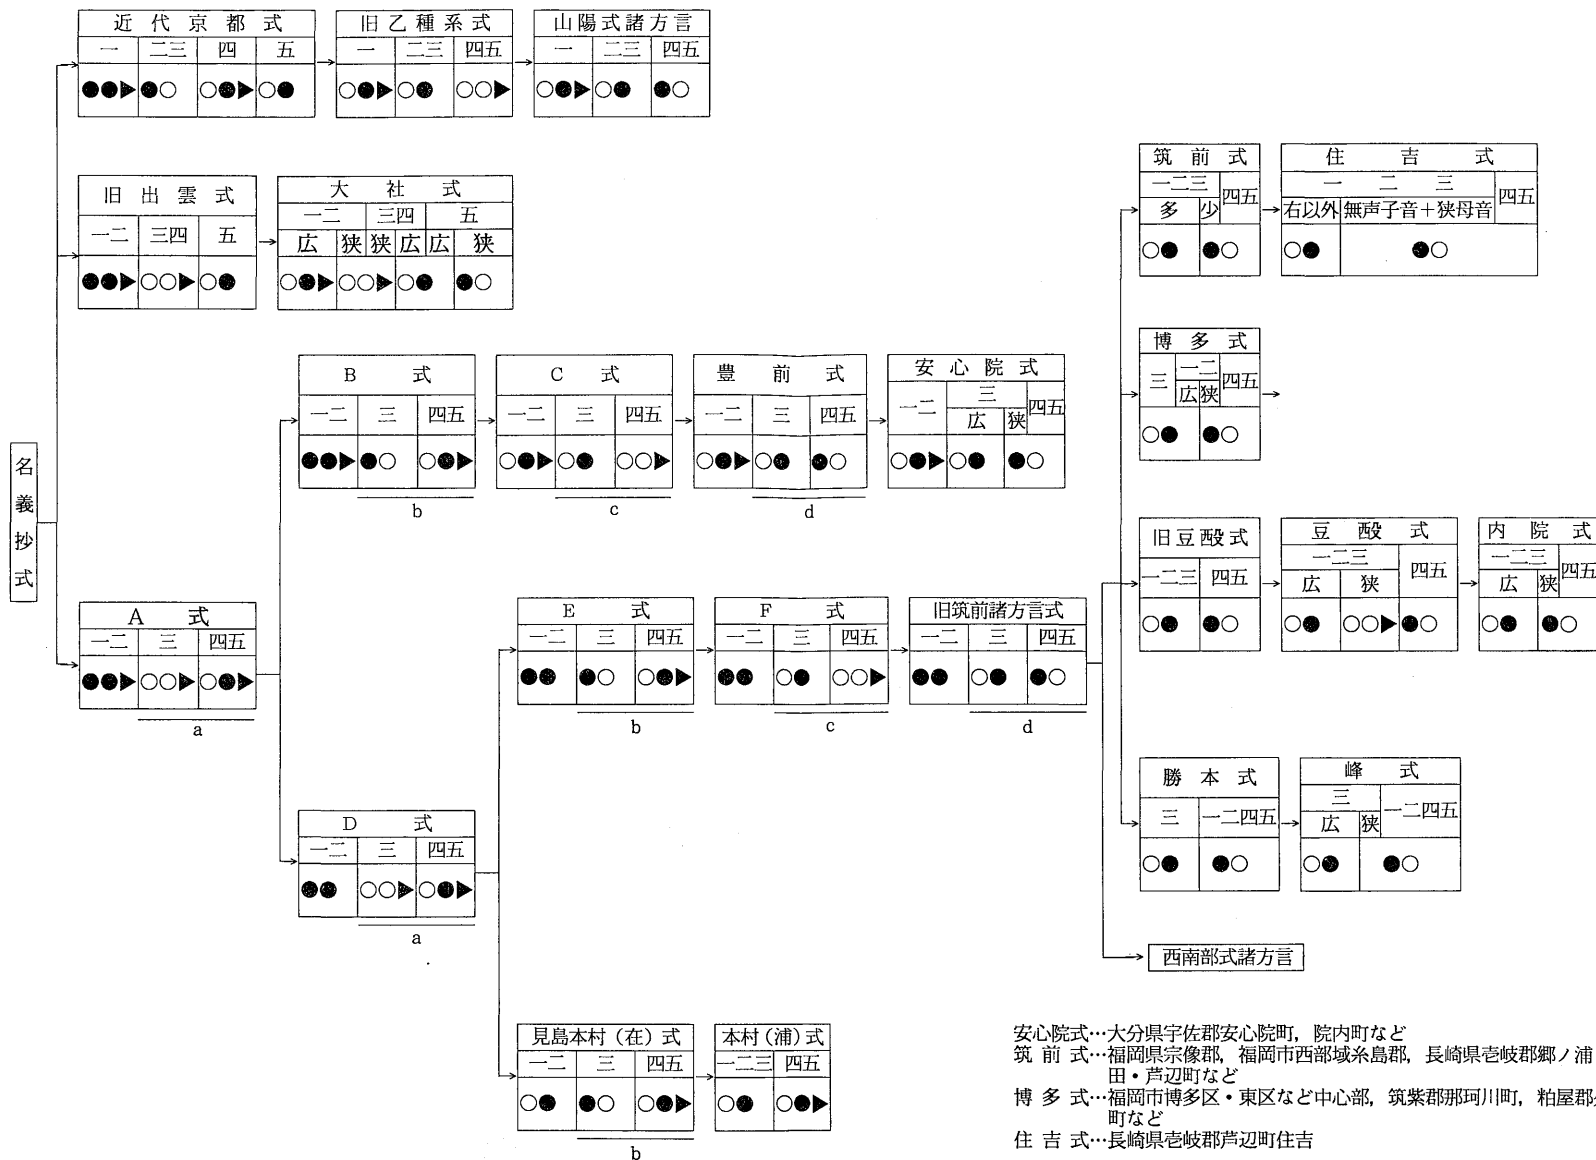 近代京都式
一 二三 四 五
●●▶ ●○ ○●▶ ○●
旧乙種系式
一 二三 四五
○●▶ ○● ○○▶
山陽式諸方言
一 二三 四五
○●▶ ○● ●○
旧出雲式
一二 三四 五
●●▶ ○○▶ ○●
大社式
一二 三四 五
広 狭 狭 広 広 狭
○●▶ ○○▶ ○● ●○
名義抄式
A式
一二 三 四五
●●▶ ○○▶ ○●▶
a
B式
一二 三 四五
●●▶ ●○ ○●▶
b
C式
一二 三 四五
○●▶ ○● ○○▶
c
豊前式
一二 三 四五
○●▶ ○● ●○
d
安心院式
一二 三 四五
広 狭
○●▶ ○● ●○
D式
一二 三 四五
●● ○○▶ ○●▶
a
E式
一二 三 四五
●● ●○ ○●▶
b
F式
一二 三 四五
●● ○● ○○▶
c
旧筑前諸方言式
一二 三 四五
●● ○● ●○
d
見島本村(在)式
一二 三 四五
○● ●○ ○●▶
b
本村(浦)式
一二三 四五
○● ○●▶
筑前式
一二三 四五
多 少
○● ●○
住吉式
一二三 四五
右以外 無声子音+狭母音
○● ●○
博多式
三 一二 四五
広 狭
○● ●○
旧豆酘式
一二三 四五
○● ●○
豆酘式
一二三 四五
広 狭
○● ○○▶ ●○
内院式
一二三 四五
広 狭
○● ●○
勝本式
三 一二四五
○● ●○
峰式
三 一二四五
広 狭
○● ●○
西南部式諸方言
安心院式…大分県宇佐郡安心院町,院内町など
筑前式…福岡県宗像郡,福岡市西部域糸島郡,長崎県壱岐郡郷ノ浦
田・芦辺町など
博多式…福岡市博多区・東区など中心部,筑紫郡那珂川町,粕屋郡
町など
住吉式…長崎県壱岐郡芦辺町住吉